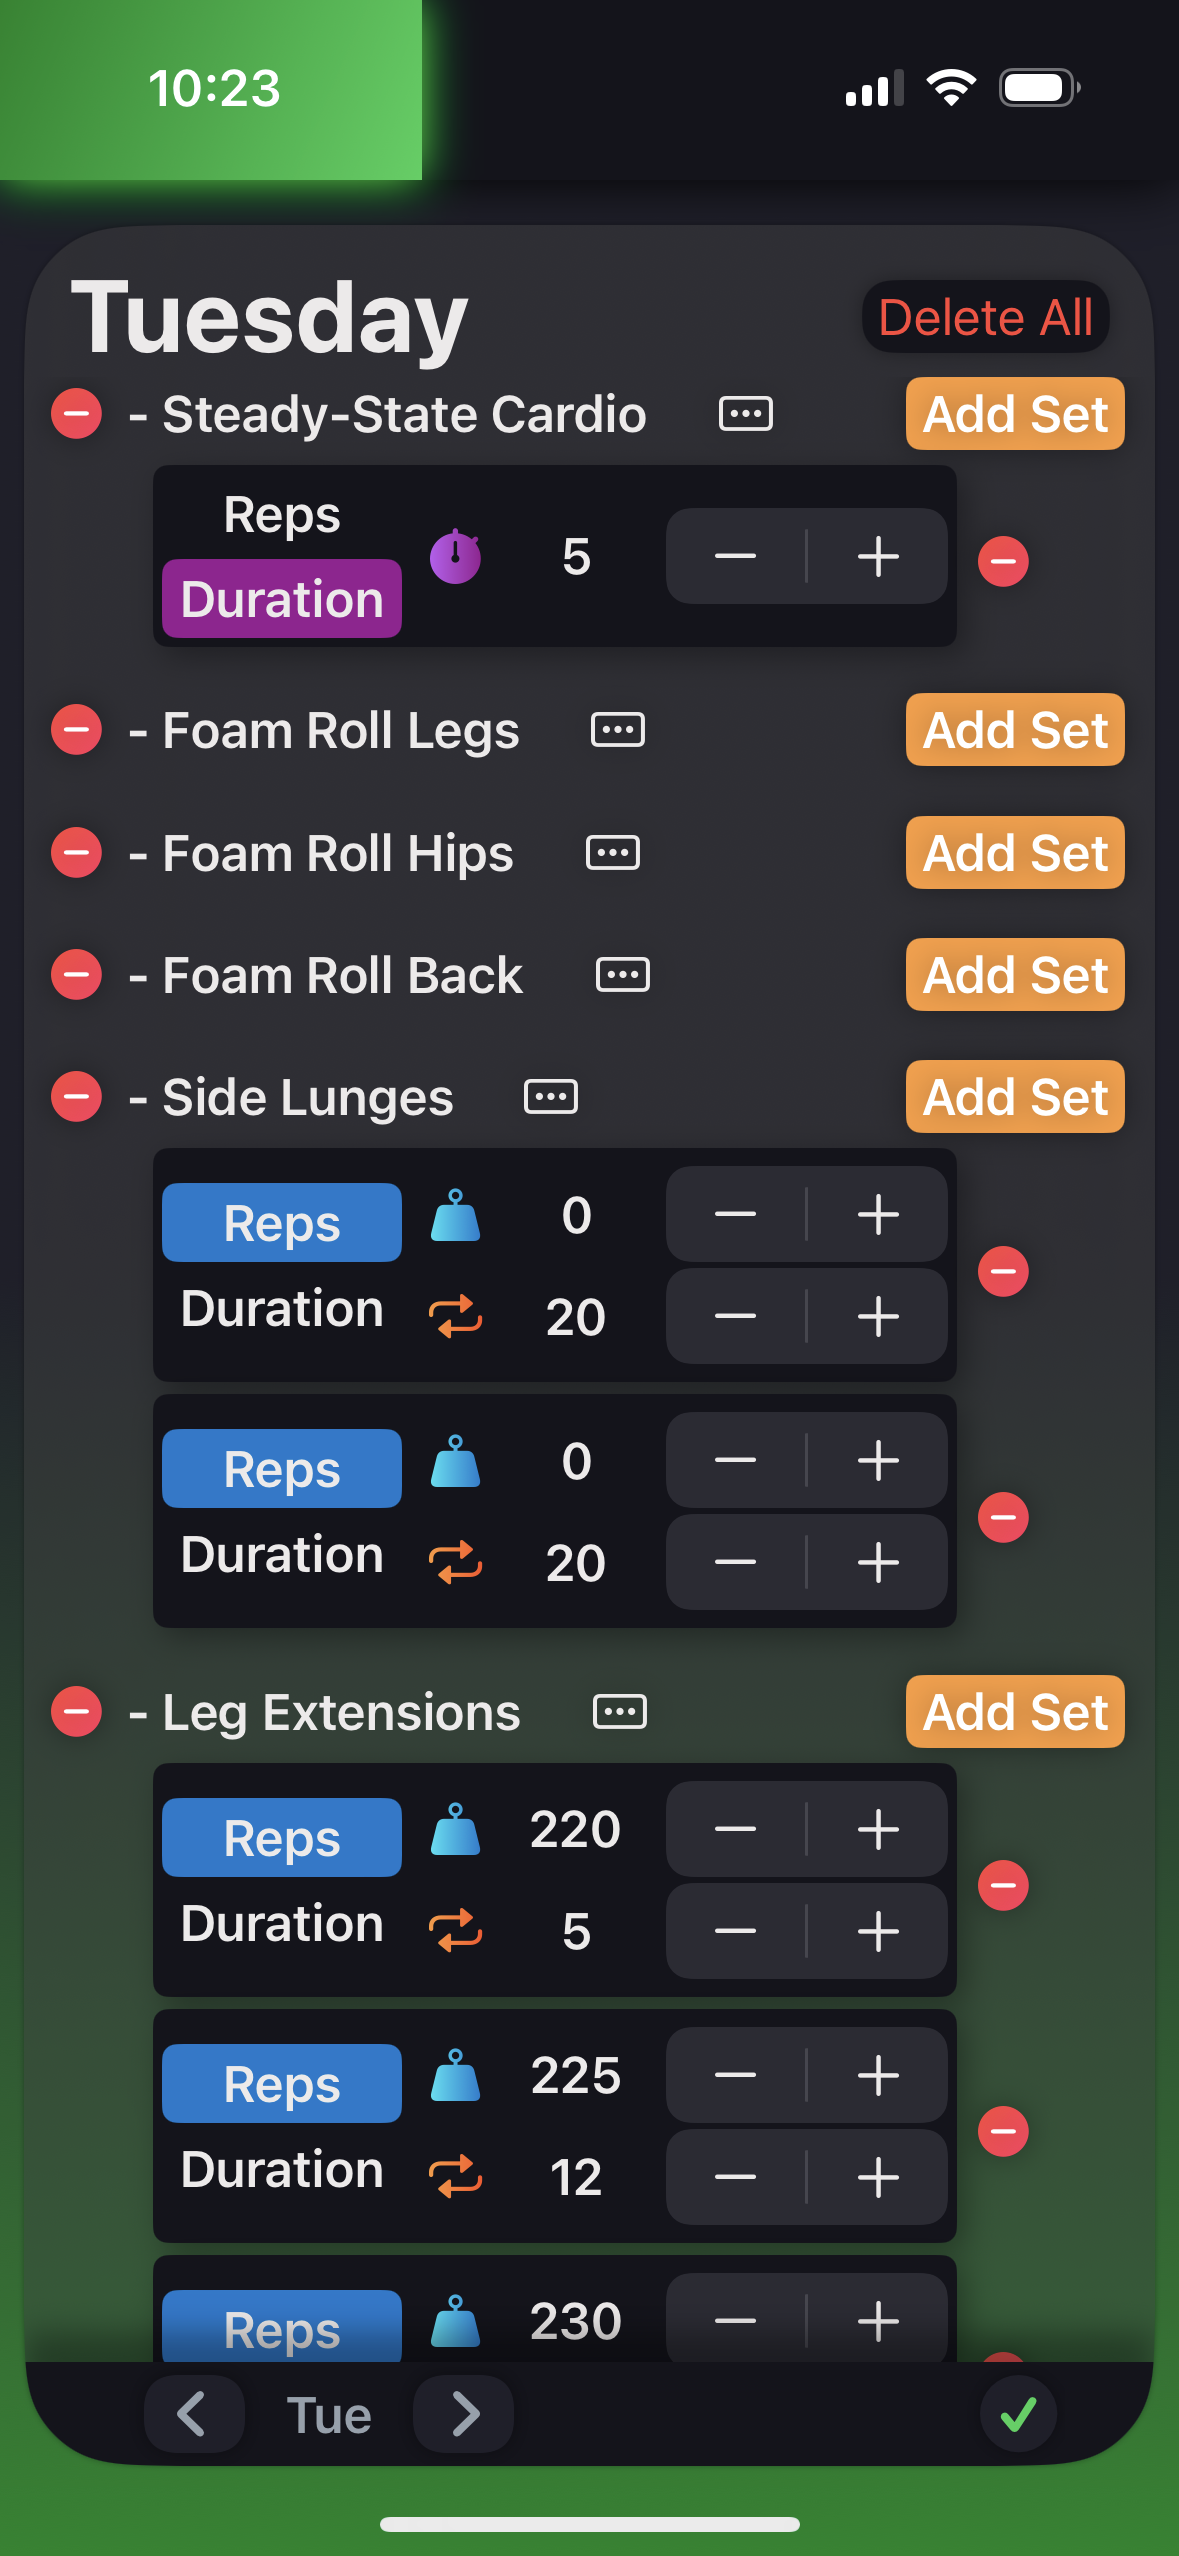 10:23
Tuesday
Delete All
- Steady-State Cardio
Add Set
Reps
Duration
5
- Foam Roll Legs
Add Set
- Foam Roll Hips
Add Set
- Foam Roll Back
Add Set
- Side Lunges
Add Set
Reps
0
Duration
20
Reps
0
Duration
20
- Leg Extensions
Add Set
Reps
220
Duration
5
Reps
225
Duration
12
Reps
230
Tue